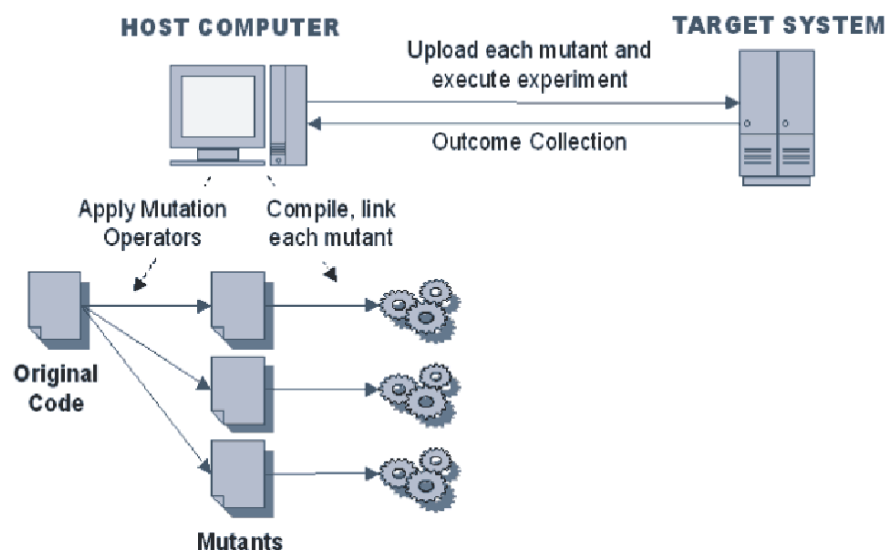 HOST COMPUTER
TARGET SYSTEM
Upload each mutant and
execute experiment
Outcome Collection
Apply Mutation
Operators
Compile, link
each mutant
Original
Code
Mutants